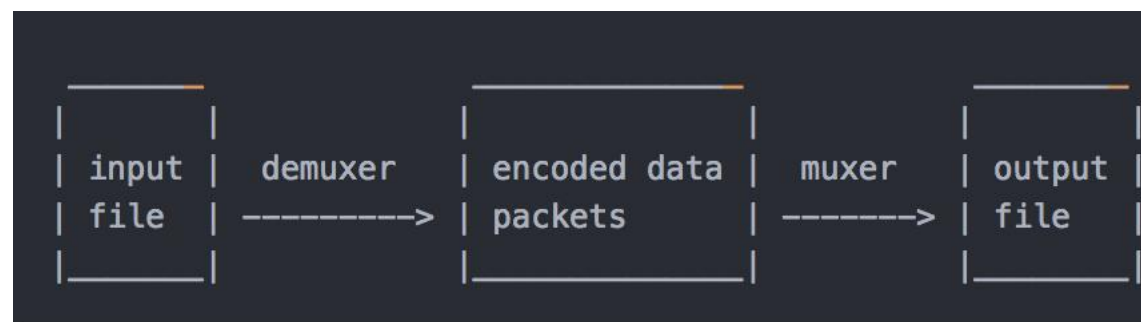 input demuxer encoded data muxer output
file ---------> packets -------> file